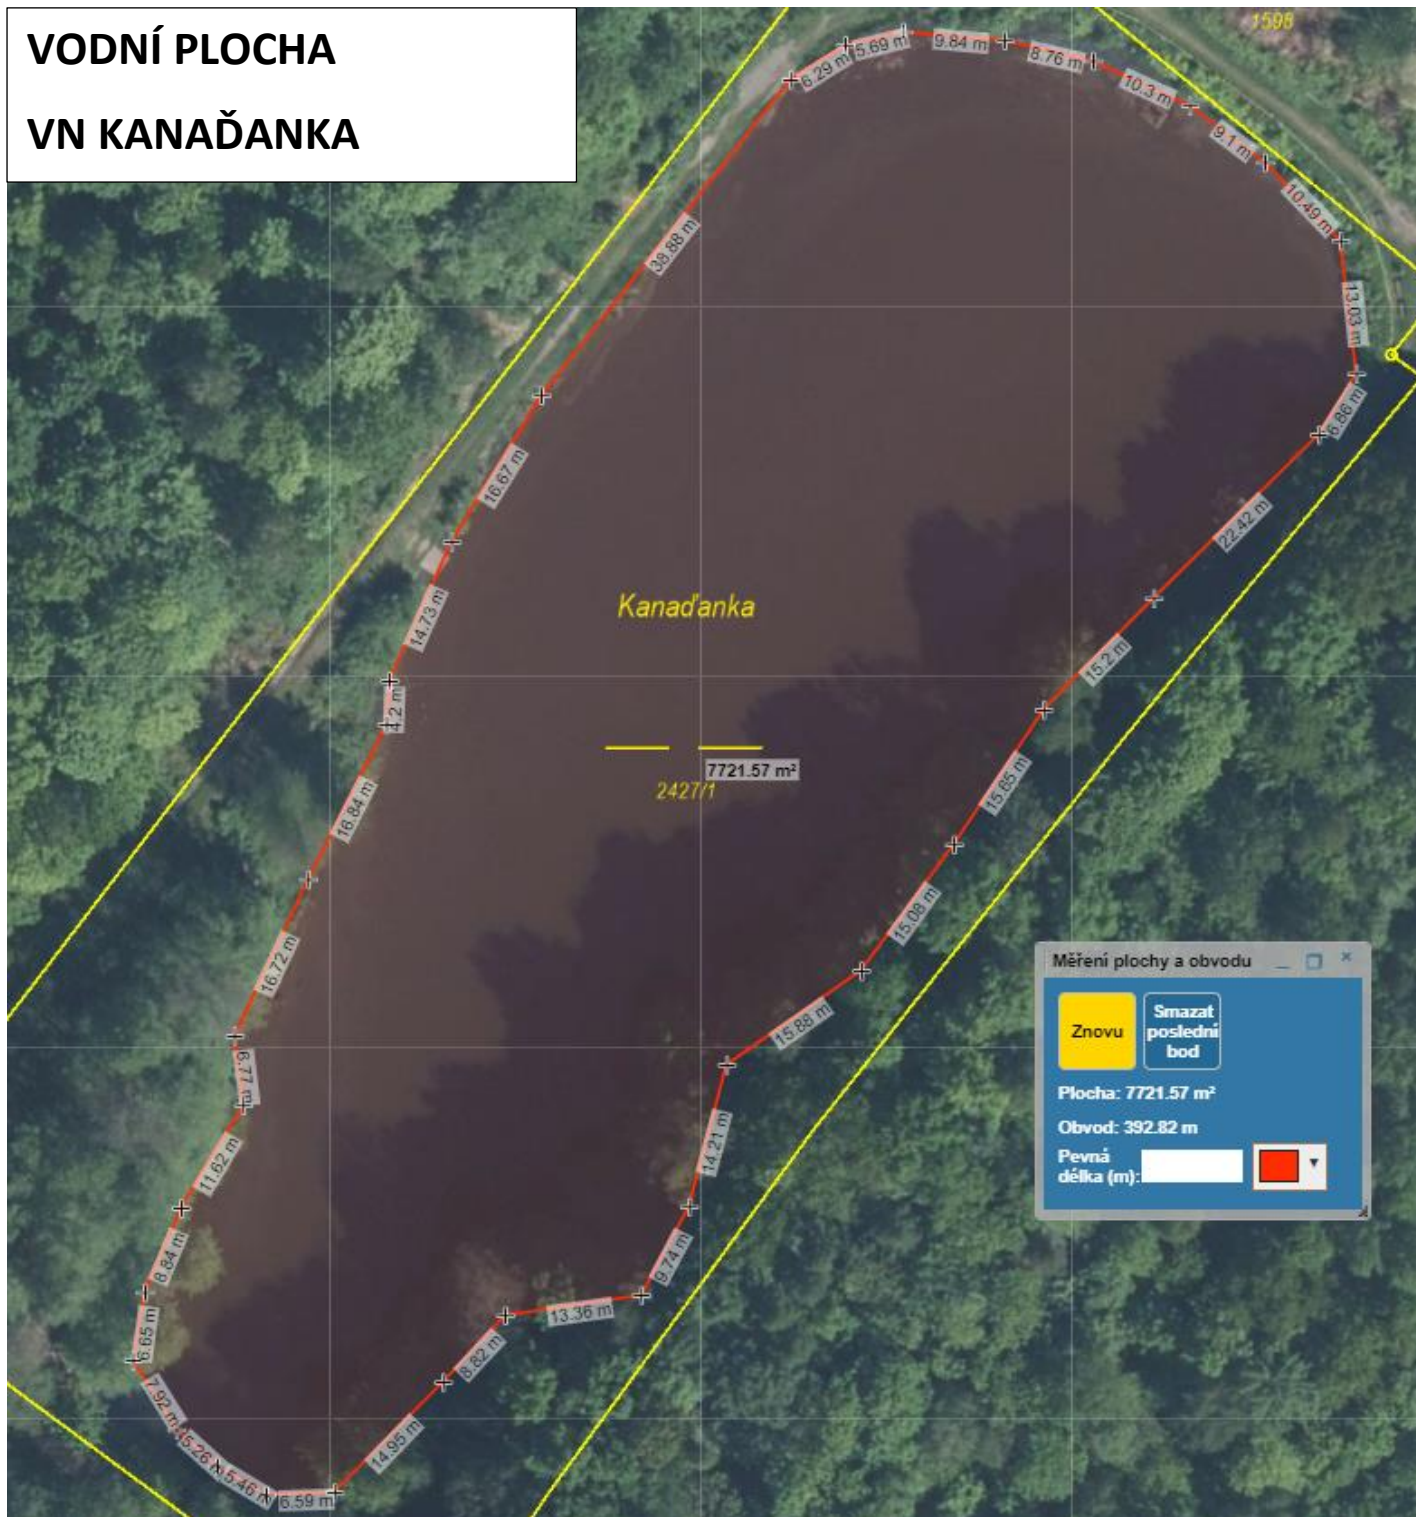 VODNÍ PLOCHA
VN KANAĎANKA
1598
6.29 m
5.69 m
9.84 m
8.76 m
10.3 m
9.1 m
10.49 m
13.03 m
6.86 m
38.88 m
16.67 m
22.42 m
14.73 m
Kanaďanka
15.2 m
4.2 m
7721.57 m²
2427/1
15.65 m
16.84 m
15.08 m
16.72 m
15.88 m
6.77 m
14.21 m
11.62 m
8.84 m
9.74 m
6.65 m
13.36 m
8.82 m
7.92 m
14.95 m
5.26 m
5.46 m
6.59 m
Měření plochy a obvodu
Znovu
Smazat
poslední
bod
Plocha: 7721.57 m²
Obvod: 392.82 m
Pevná
délka (m):